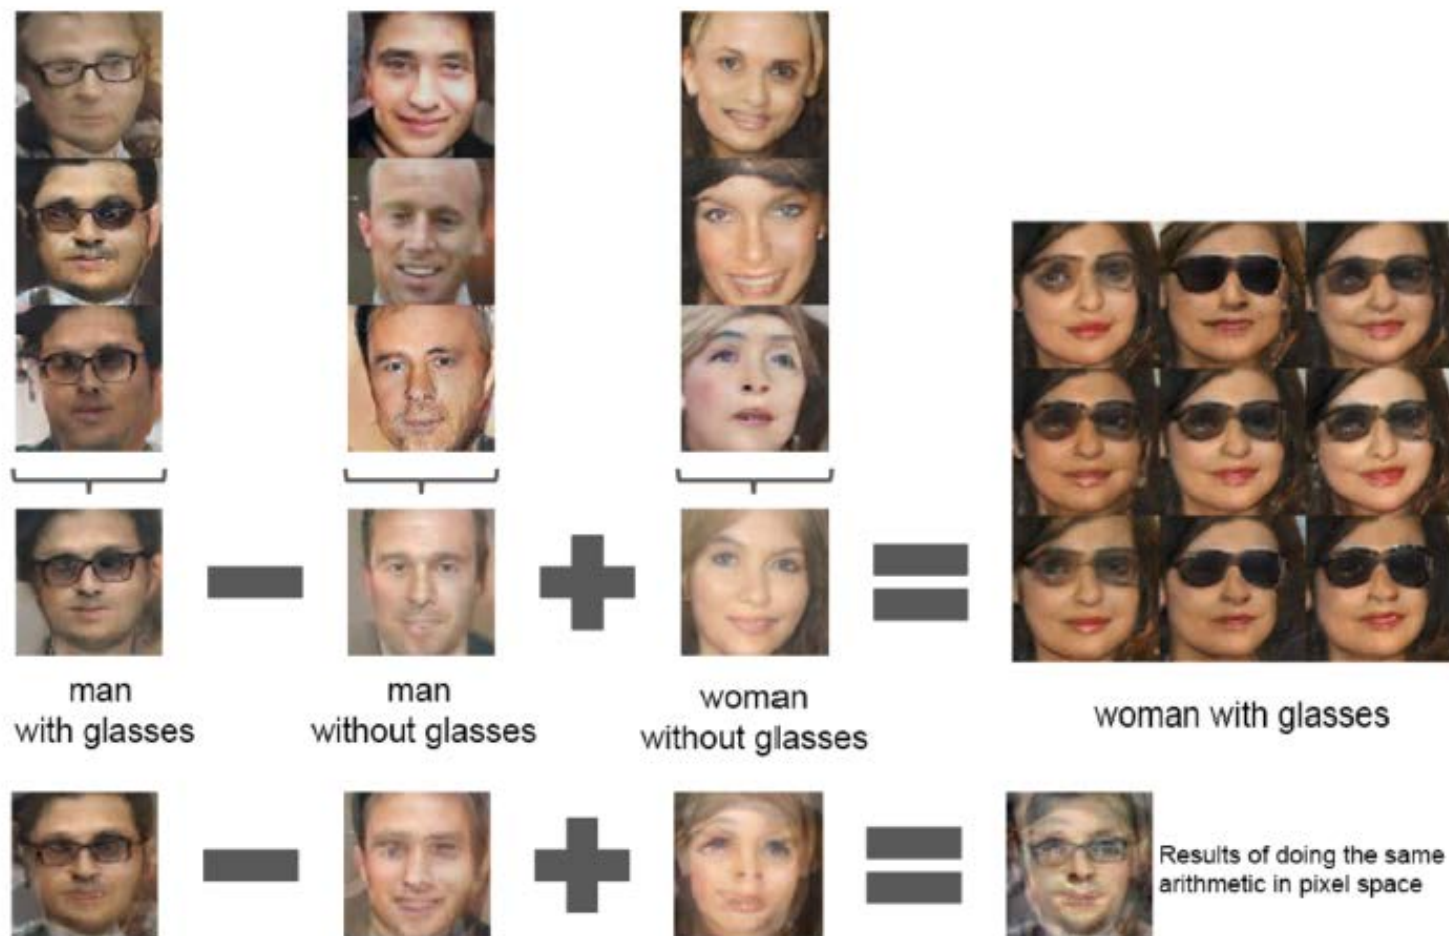 man
with glasses
man
without glasses
woman
without glasses
woman with glasses
Results of doing the same
arithmetic in pixel space